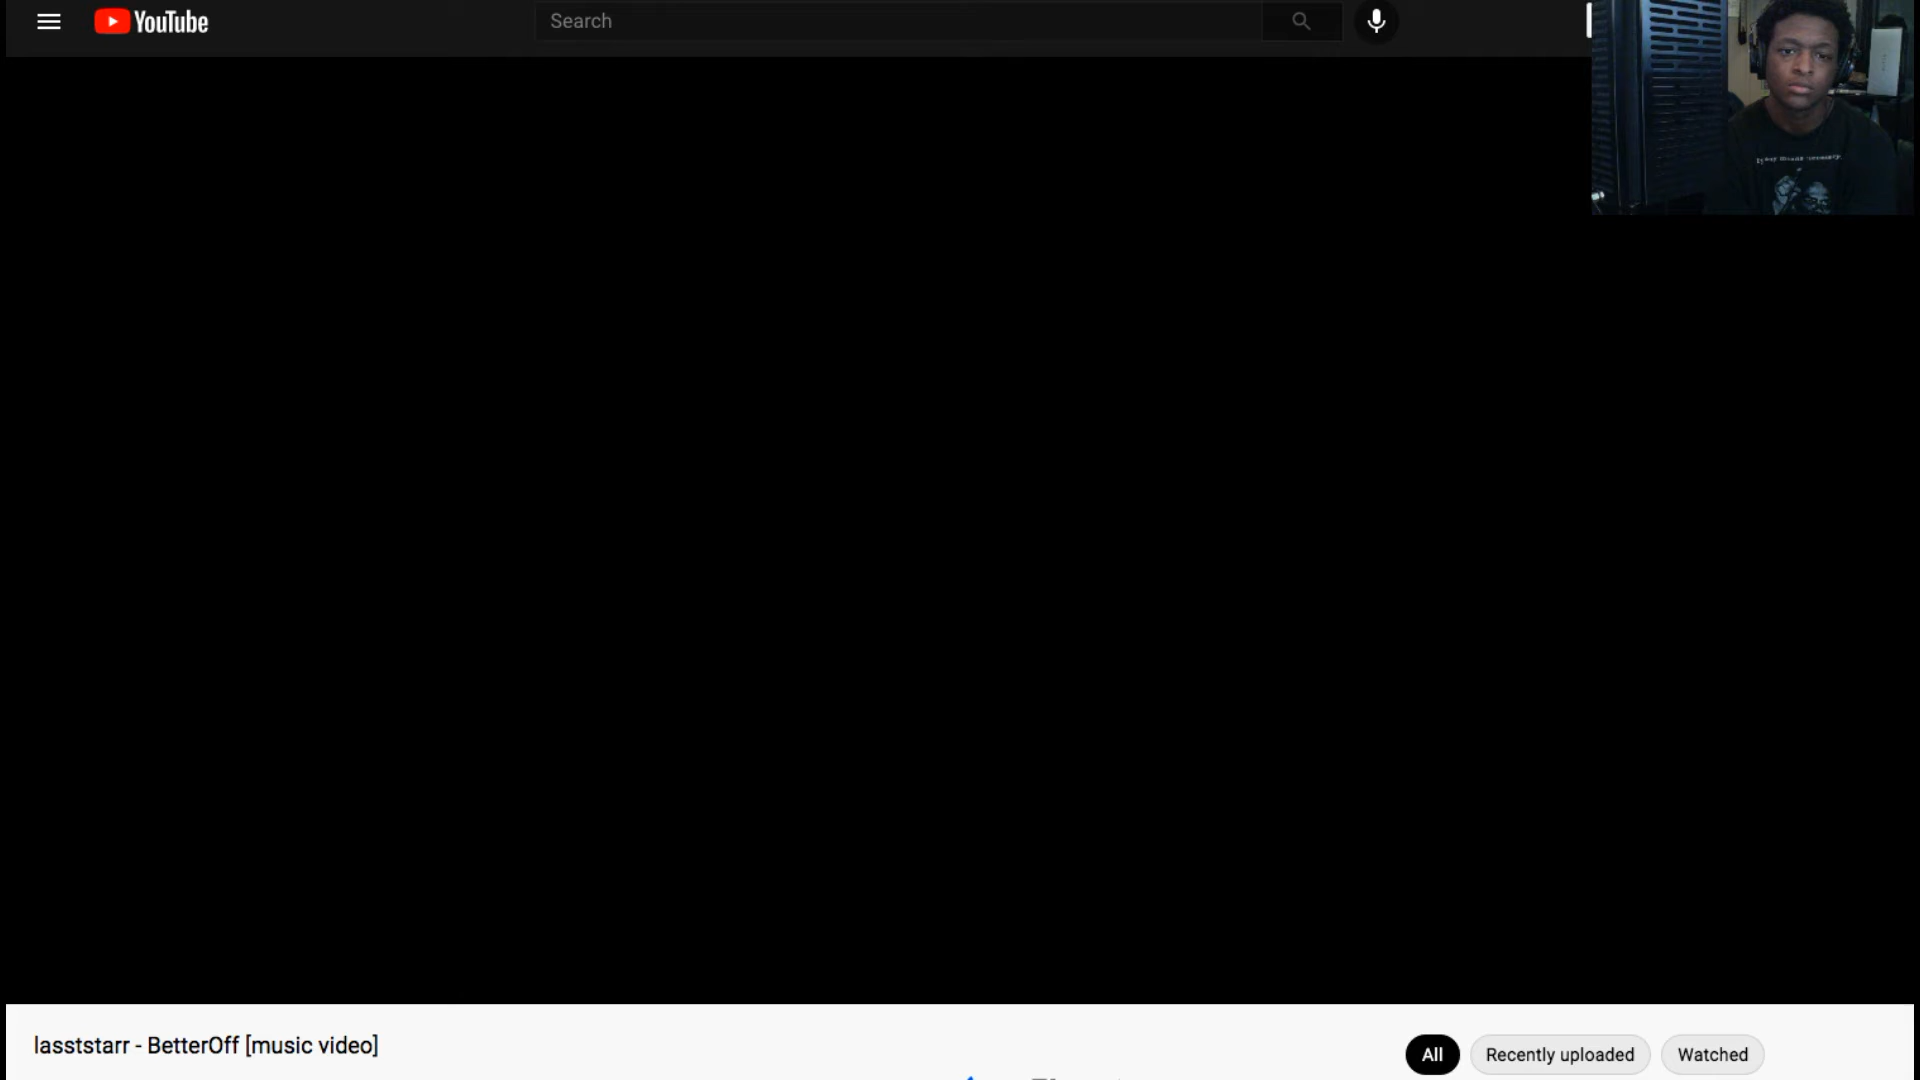 YouTube
Search
lasststarr - BetterOff [music video]
All
Recently uploaded
Watched